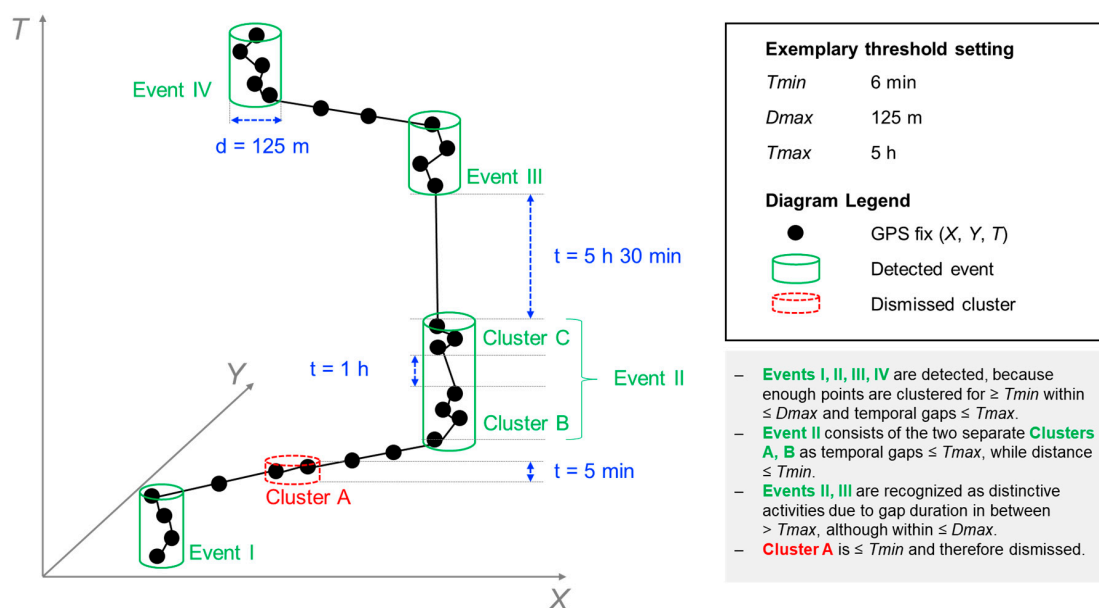 T
Event IV
d = 125 m
Event III
t = 5 h 30 min
Cluster C
t = 1 h
Event II
Y
Cluster B
t = 5 min
Cluster A
Event I
X
Exemplary threshold setting
Tmin 6 min
Dmax 125 m
Tmax 5 h
Diagram Legend
GPS fix (X, Y, T)
Detected event
Dismissed cluster
– Events I, II, III, IV are detected, because
enough points are clustered for ≥ Tmin within
≤ Dmax and temporal gaps ≤ Tmax.
– Event II consists of the two separate Clusters
A, B as temporal gaps ≤ Tmax, while distance
≤ Tmin.
– Events II, III are recognized as distinctive
activities due to gap duration in between
> Tmax, although within ≤ Dmax.
– Cluster A is ≤ Tmin and therefore dismissed.